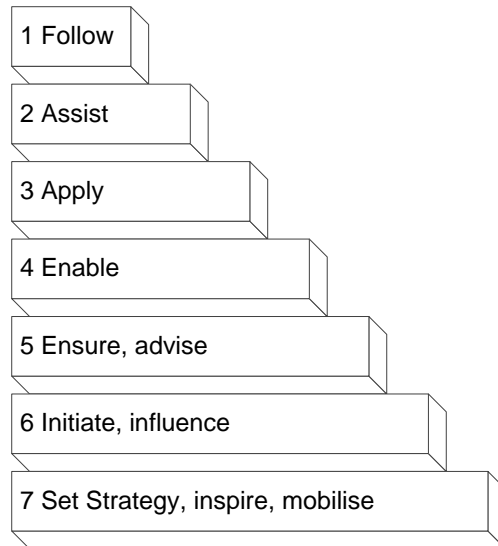 1 Follow
2 Assist
3 Apply
4 Enable
5 Ensure, advise
6 Initiate, influence
7 Set Strategy, inspire, mobilise